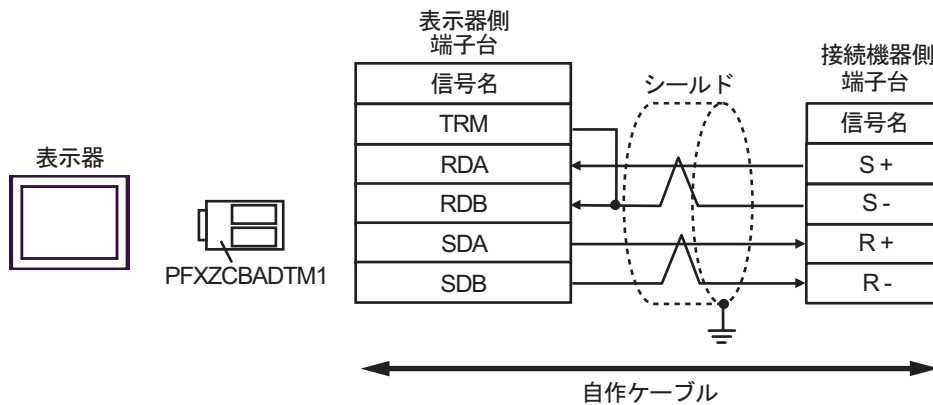 表示器
PFXZCBADTM1
表示器側
端子台
信号名
TRM
RDA
RDB
SDA
SDB
シールド
接続機器側
端子台
信号名
S +
S -
R +
R -
自作ケーブル